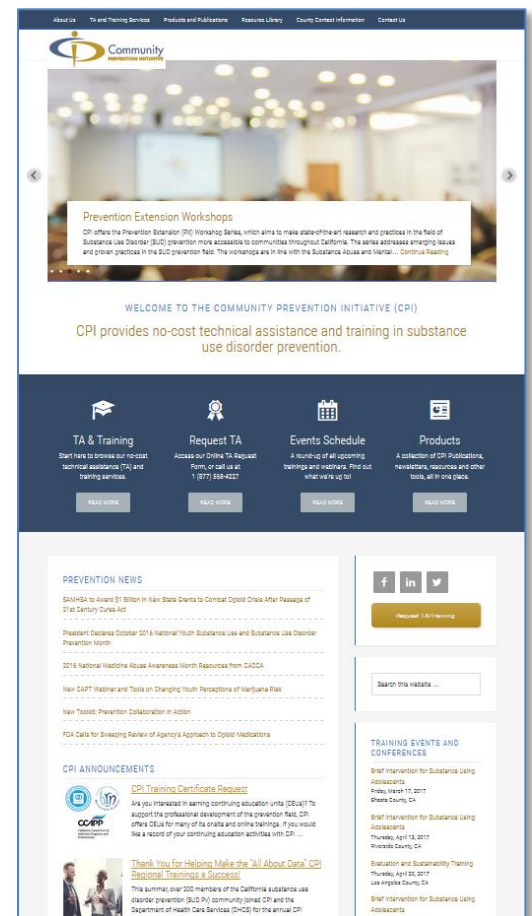 About Us TA and Training Services Products and Publications Resource Library County Contact Information Contact Us
Community
PREVENTION INITIATIVE
Prevention Extension Workshops
CPI offers the Prevention Extension (PX) Workshop Series, which aims to make state-of-the-art research and practices in the field of
Substance Use Disorder (SUD) prevention more accessible to communities throughout California. The series addresses emerging issues
and proven practices in the SUD prevention field. The workshops are in line with the Substance Abuse and Mental... Continue Reading
WELCOME TO THE COMMUNITY PREVENTION INITIATIVE (CPI)
CPI provides no-cost technical assistance and training in substance
use disorder prevention.
TA & Training
Start here to browse our no-cost
technical assistance (TA) and
training services.
READ MORE
Request TA
Access our Online TA Request
Form, or call us at
1 (877) 568-4227
READ MORE
Events Schedule
A round-up of all upcoming
trainings and webinars. Find out
what we're up to!
READ MORE
Products
A collection of CPI Publications,
newsletters, resources and other
tools, all in one place.
READ MORE
PREVENTION NEWS
SAMHSA to Award $1 Billion in New State Grants to Combat Opioid Crisis After Passage of
21st Century Cures Act
President Declares October 2016 National Youth Substance Use and Substance Use Disorder
Prevention Month
2016 National Medicine Abuse Awareness Month Resources from CADCA
New CAPT Webinar and Tools on Changing Youth Perceptions of Marijuana Risk
New Toolkit: Prevention Collaboration in Action
FDA Calls for Sweeping Review of Agency's Approach to Opioid Medications
CPI ANNOUNCEMENTS
CCAPP
CPI Training Certificate Request
Are you interested in earning continuing education units (CEUs)? To
support the professional development of the prevention field, CPI
offers CEUs for many of its onsite and online trainings. If you would
like a record of your continuing education activities with CPI ...
Thank You for Helping Make the "All About Data" CPI
Regional Trainings a Success!
This summer, over 200 members of the California substance use
disorder prevention (SUD PV) community joined CPI and the
Department of Health Care Services (DHCS) for the annual CPI
f in
Request TA/Training
Search this website ...
TRAINING EVENTS AND
CONFERENCES
Brief Intervention for Substance Using
Adolescents
Friday, March 17, 2017
Shasta County, CA
Brief Intervention for Substance Using
Adolescents
Thursday, April 13, 2017
Riverside County, CA
Evaluation and Sustainability Training
Thursday, April 20, 2017
Los Angeles County, CA
Brief Intervention for Substance Using
Adolescents